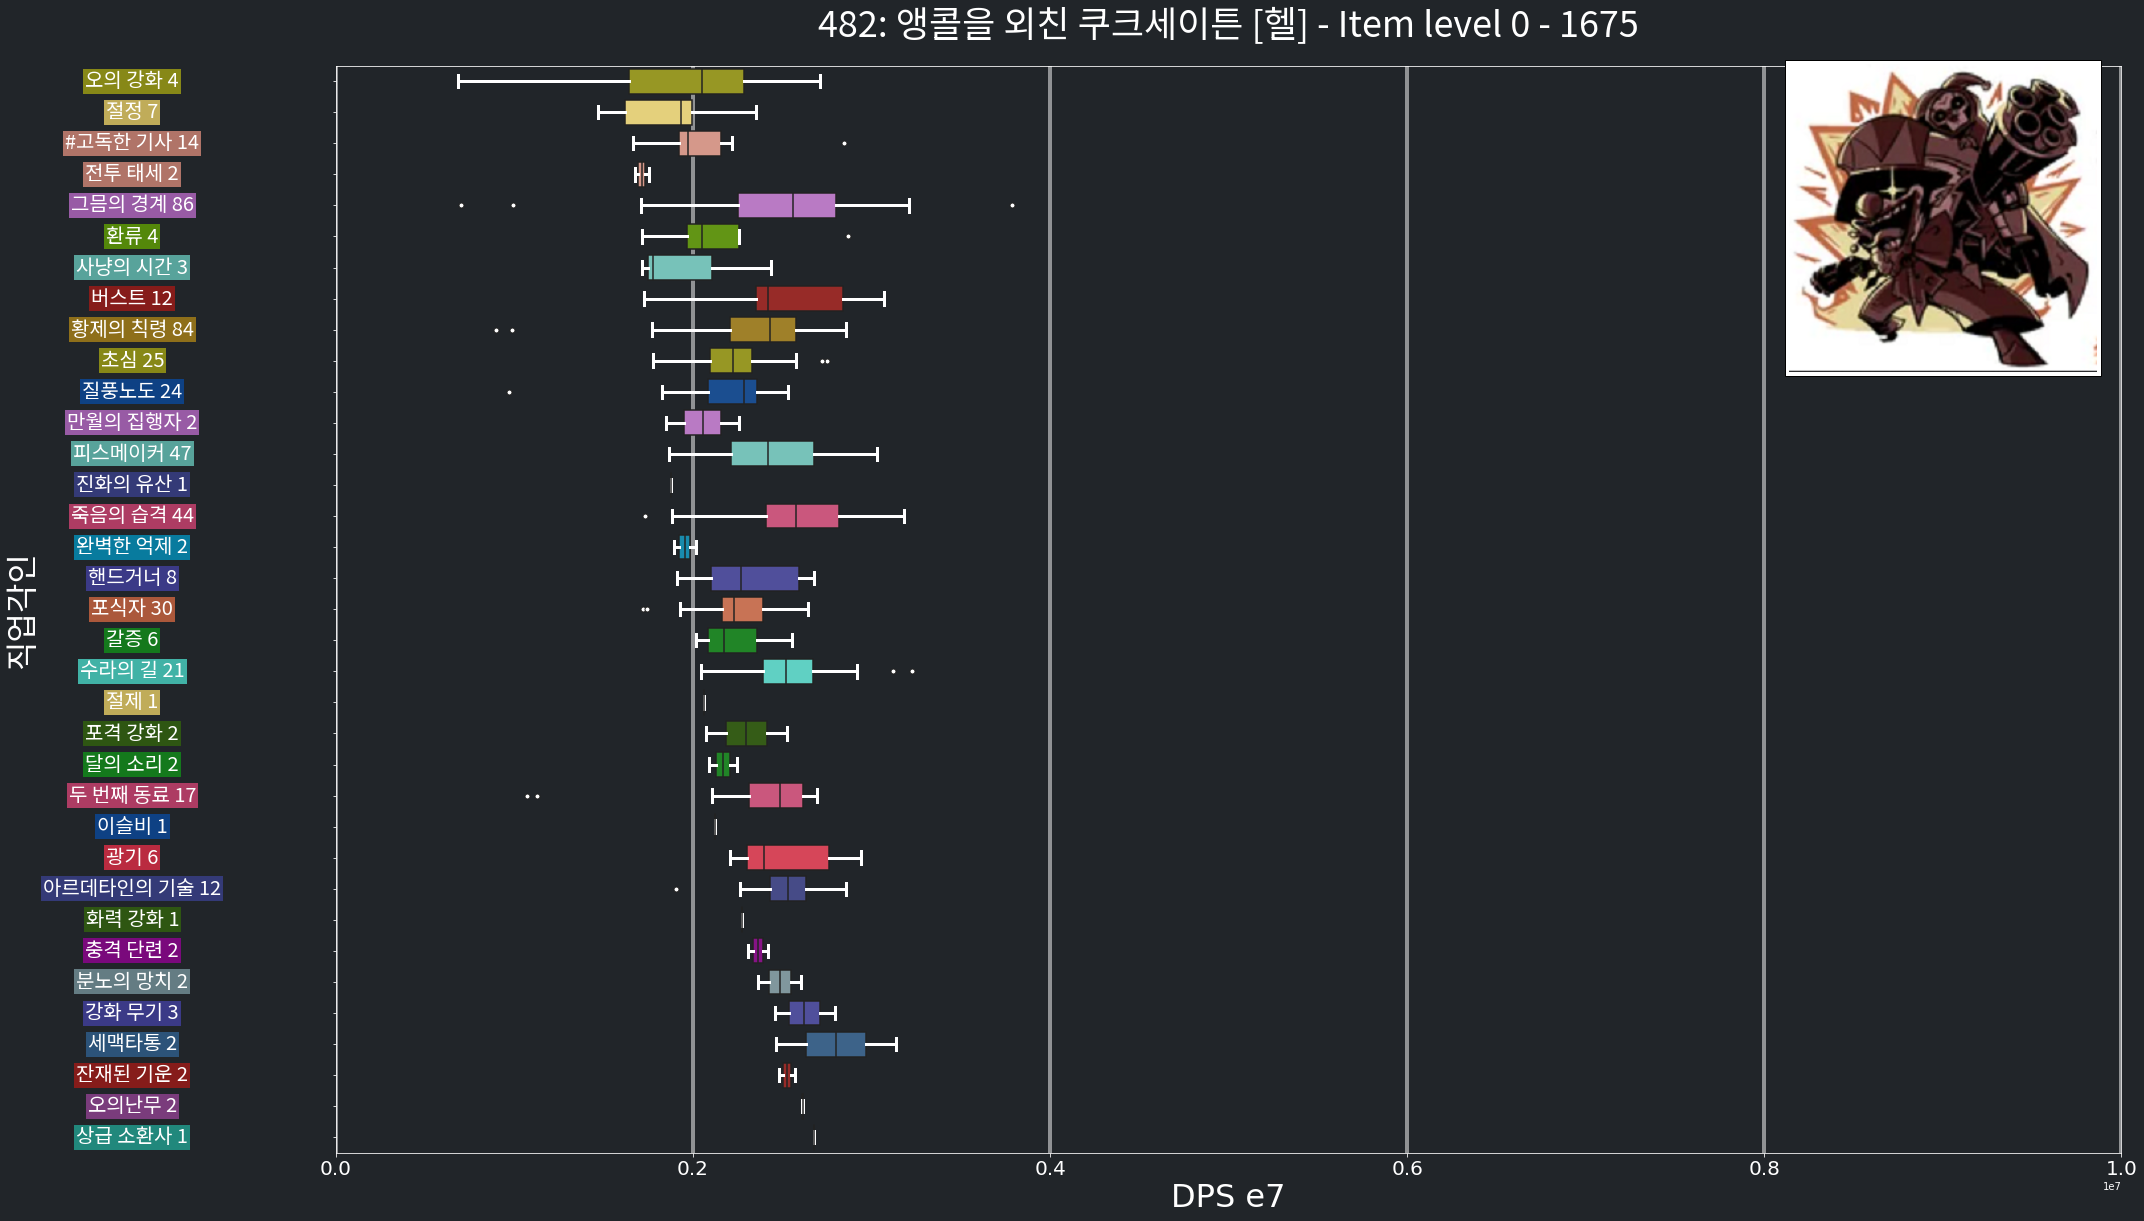 482: 앵콜을 외친 쿠크세이튼 [헬] - Item level 0 - 1675
직업각인
오의 강화 4
절정 7
#고독한 기사 14
전투 태세 2
그믐의 경계 86
환류 4
사냥의 시간 3
버스트 12
황제의 칙령 84
초심 25
질풍노도 24
만월의 집행자 2
피스메이커 47
진화의 유산 1
죽음의 습격 44
완벽한 억제 2
핸드거너 8
포식자 30
갈증 6
수라의 길 21
절제 1
포격 강화 2
달의 소리 2
두 번째 동료 17
이슬비 1
광기 6
아르데타인의 기술 12
화력 강화 1
충격 단련 2
분노의 망치 2
강화 무기 3
세맥타통 2
잔재된 기운 2
오의난무 2
상급 소환사 1
0.0 0.2 0.4 0.6 0.8 1.0
1e7
DPS e7